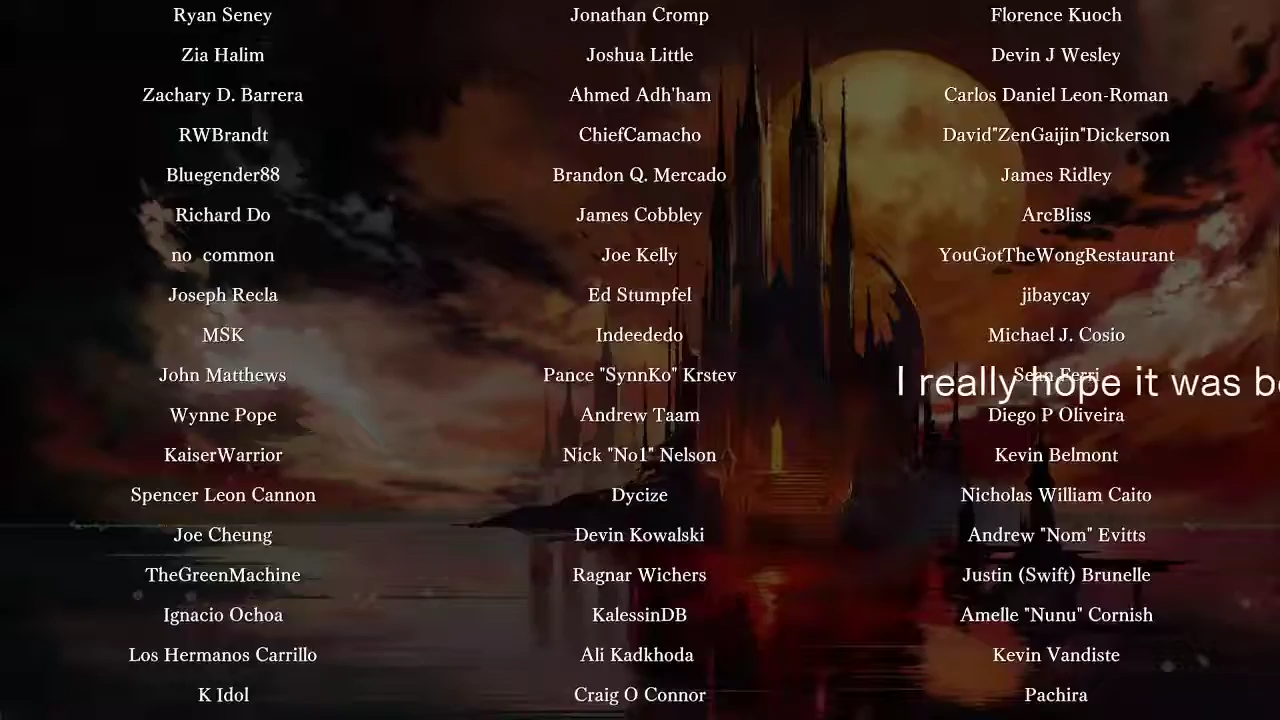 Ryan Seney Jonathan Cromp Florence Kuoch
Zia Halim Joshua Little Devin J Wesley
Zachary D. Barrera Ahmed Adh'ham Carlos Daniel Leon-Roman
RWBrandt ChiefCamacho David"ZenGaijin"Dickerson
Bluegender88 Brandon Q. Mercado James Ridley
Richard Do James Cobbley ArcBliss
no common Joe Kelly YouGotTheWongRestaurant
Joseph Recla Ed Stumpfel jibaycay
MSK Indeededo Michael J. Cosio
John Matthews Pance "SynnKo" Krstev Sean Ferri
I really hope it was
Wynne Pope Andrew Taam Diego P Oliveira
KaiserWarrior Nick "No1" Nelson Kevin Belmont
Spencer Leon Cannon Dycize Nicholas William Caito
Joe Cheung Devin Kowalski Andrew "Nom" Evitts
TheGreenMachine Ragnar Wichers Justin (Swift) Brunelle
Ignacio Ochoa KalessinDB Amelle "Nunu" Cornish
Los Hermanos Carrillo Ali Kadkhoda Kevin Vandiste
K Idol Craig O Connor Pachira